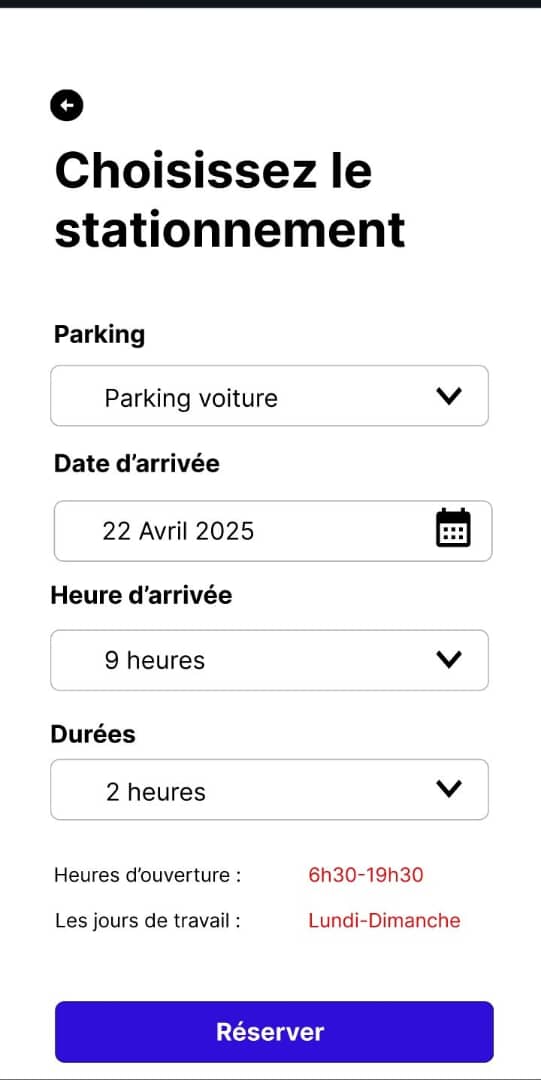 Choisissez le
stationnement
Parking
Parking voiture
Date d’arrivée
22 Avril 2025
Heure d’arrivée
9 heures
Durées
2 heures
Heures d’ouverture : 6h30-19h30
Les jours de travail : Lundi-Dimanche
Réserver